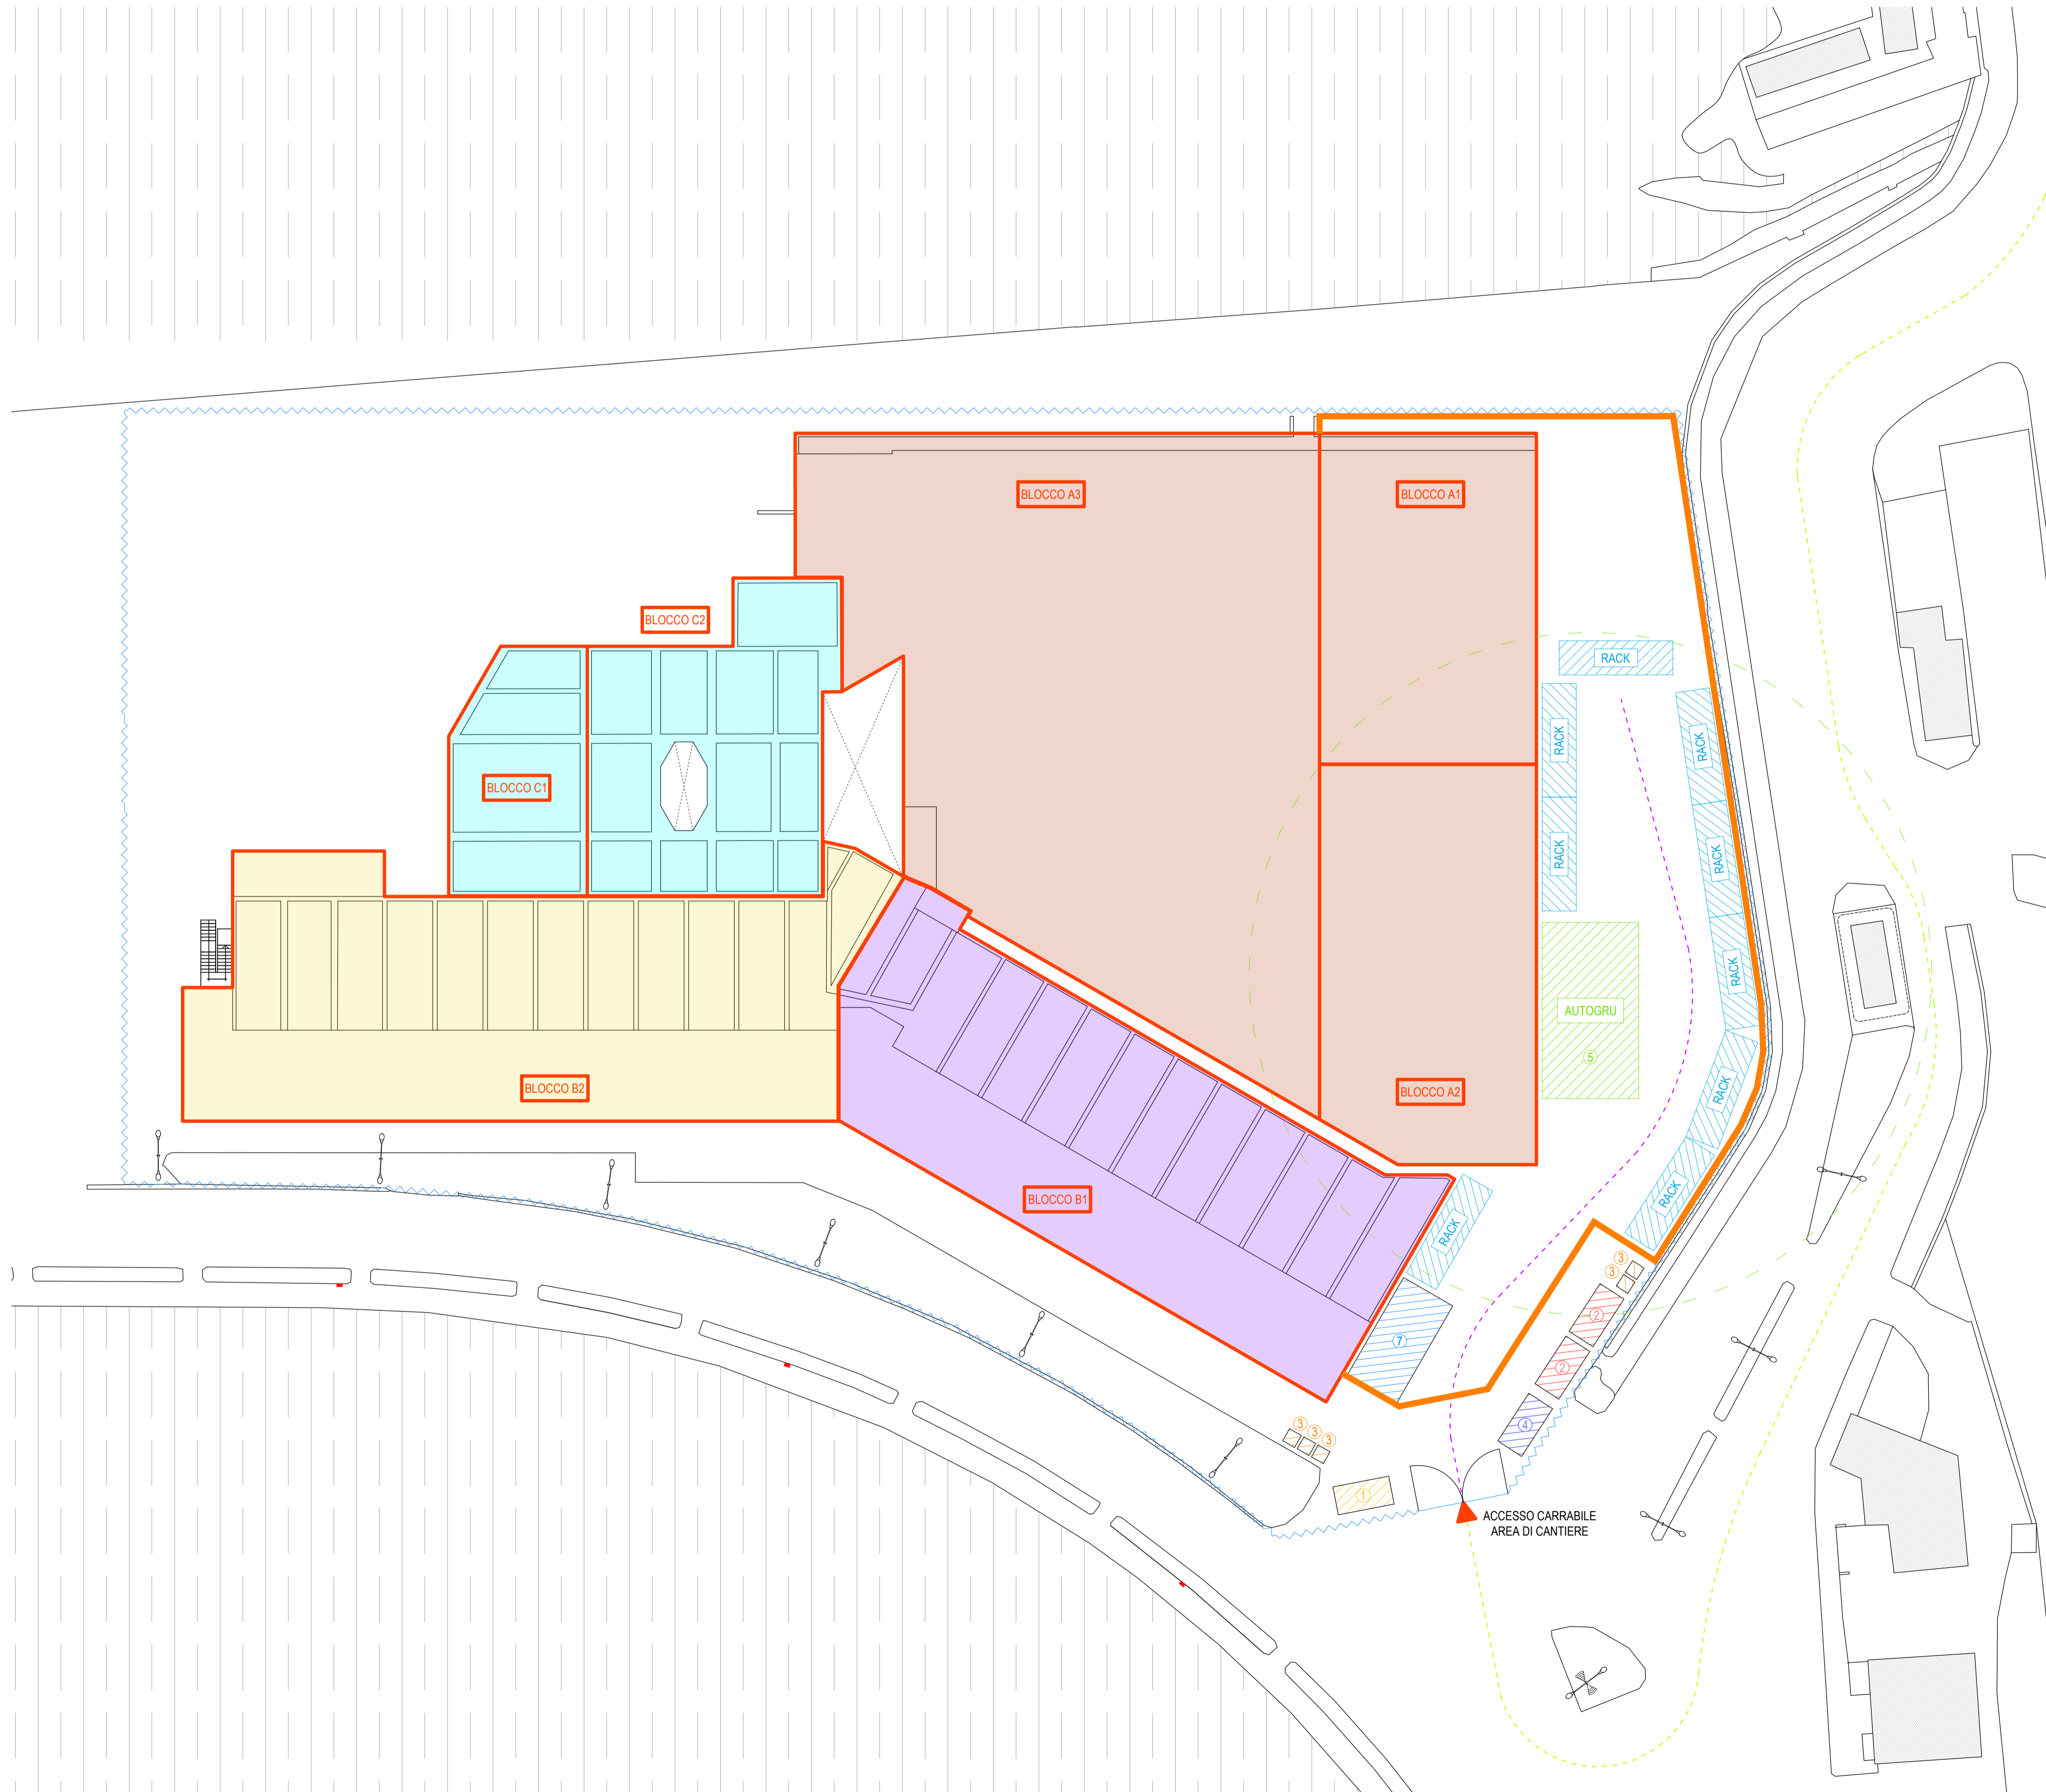 BLOCCO A3
BLOCCO A1
BLOCCO C2
RACK
RACK
RACK
BLOCCO C1
RACK
RACK
RACK
AUTOGRU
5
BLOCCO B2
BLOCCO A2
RACK
RACK
BLOCCO B1
RACK
3
3
2
7
2
3
3
3
4
1
ACCESSO CARRABILE
AREA DI CANTIERE